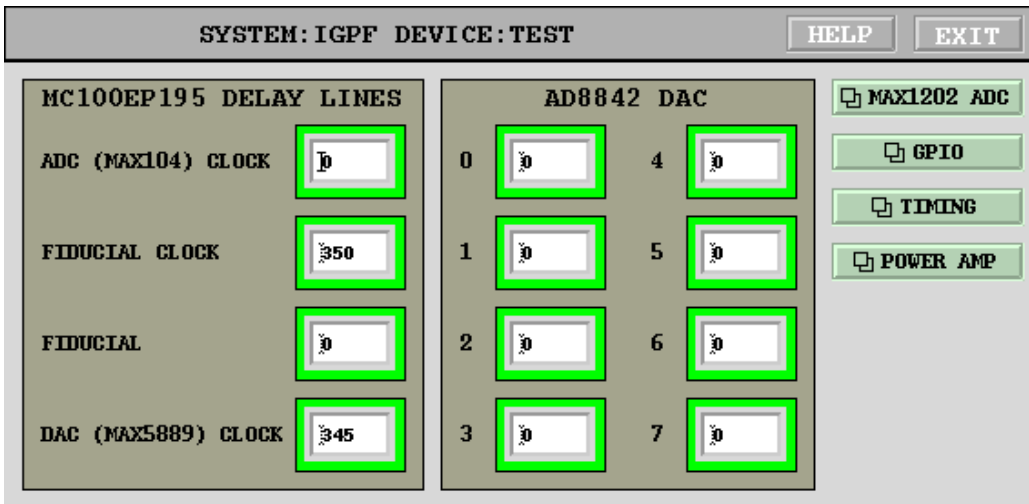 SYSTEM:IGPF DEVICE:TEST
HELP
EXIT
MC100EP195 DELAY LINES
ADC (MAX104) CLOCK
0
FIDUCIAL CLOCK
350
FIDUCIAL
0
DAC (MAX5889) CLOCK
345
AD8842 DAC
0 0 4 0
1 0 5 0
2 0 6 0
3 0 7 0
MAX1202 ADC
GPIO
TIMING
POWER AMP